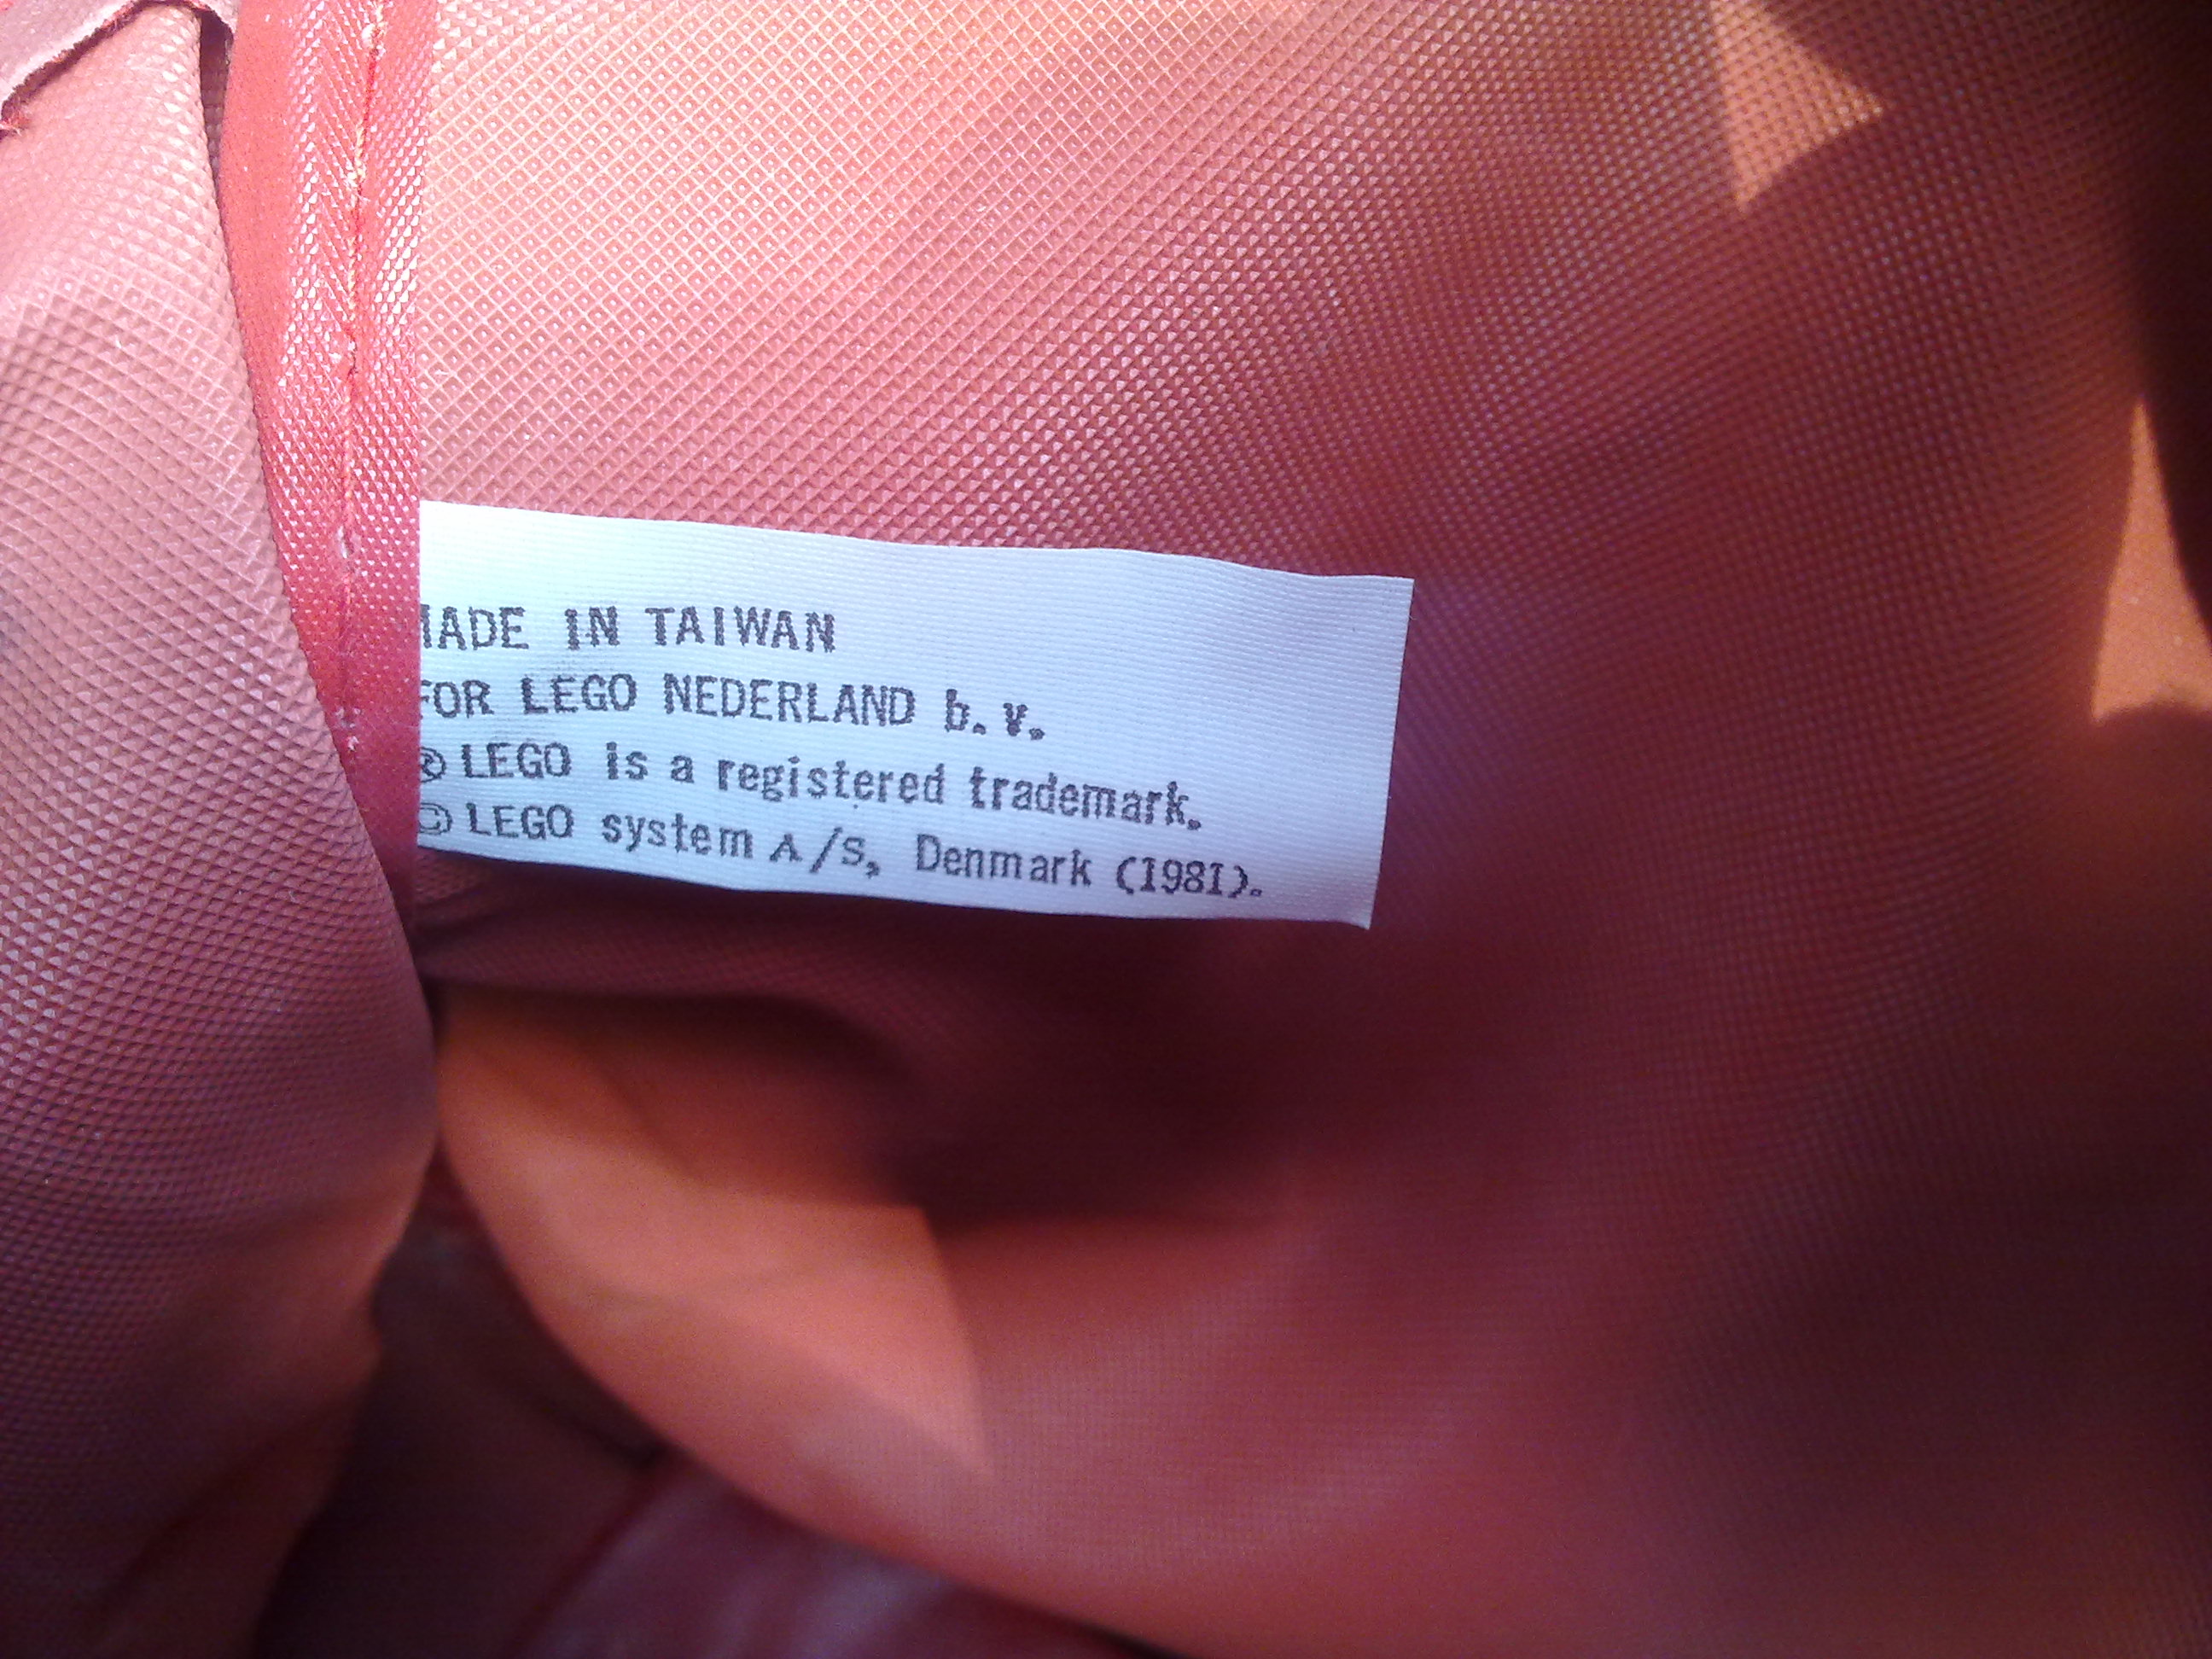 MADE IN TAIWAN
FOR LEGO NEDERLAND b.v.
® LEGO is a registered trademark.
© LEGO system A/S, Denmark (1981).